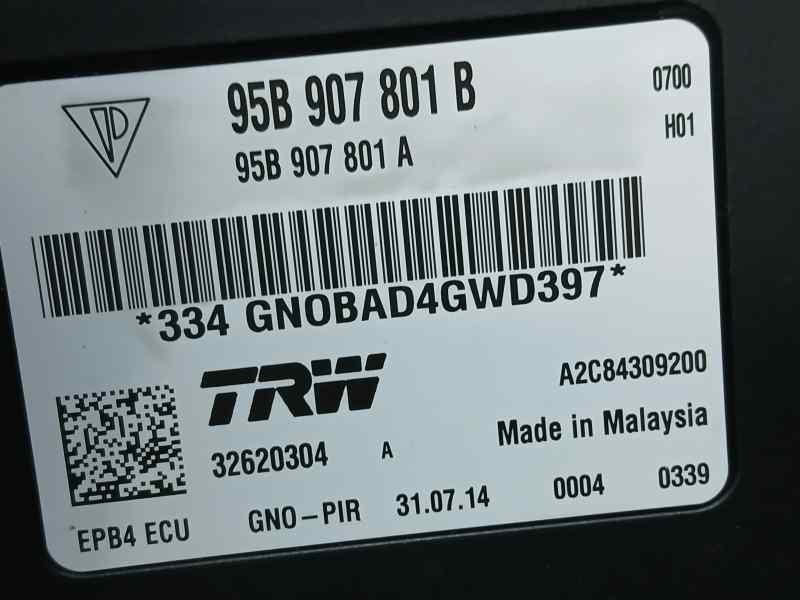 95B 907 801 B
0700
95B 907 801 A
H01
*334 GNOBAD4GWD397*
TRW
A2C84309200
32620304 A
Made in Malaysia
EPB4 ECU
GNO-PIR 31.07.14
0004 0339